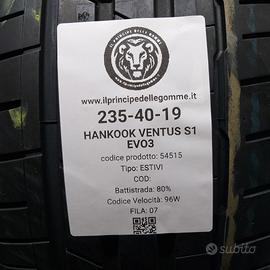 IL PRINCIPE DELLE GOMME
www.ilprincipedellegomme.it
235-40-19
HANKOOK VENTUS S1
EVO3
codice prodotto: 54515
Tipo: ESTIVI
COD:
Battistrada: 80%
Codice Velocità: 96W
FILA: 07
subito